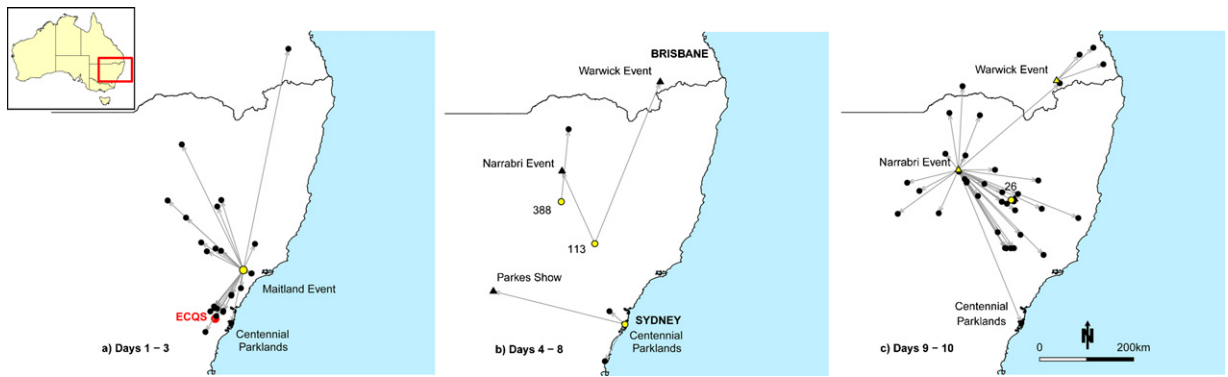 Maitland Event
ECQS
Centennial
Parklands
a) Days 1 – 3
BRISBANE
Warwick Event
Narrabri Event
388
113
Parkes Show
SYDNEY
Centennial
Parklands
b) Days 4 – 8
Warwick Event
Narrabri Event
26
Centennial
Parklands
N
0 200km
c) Days 9 – 10